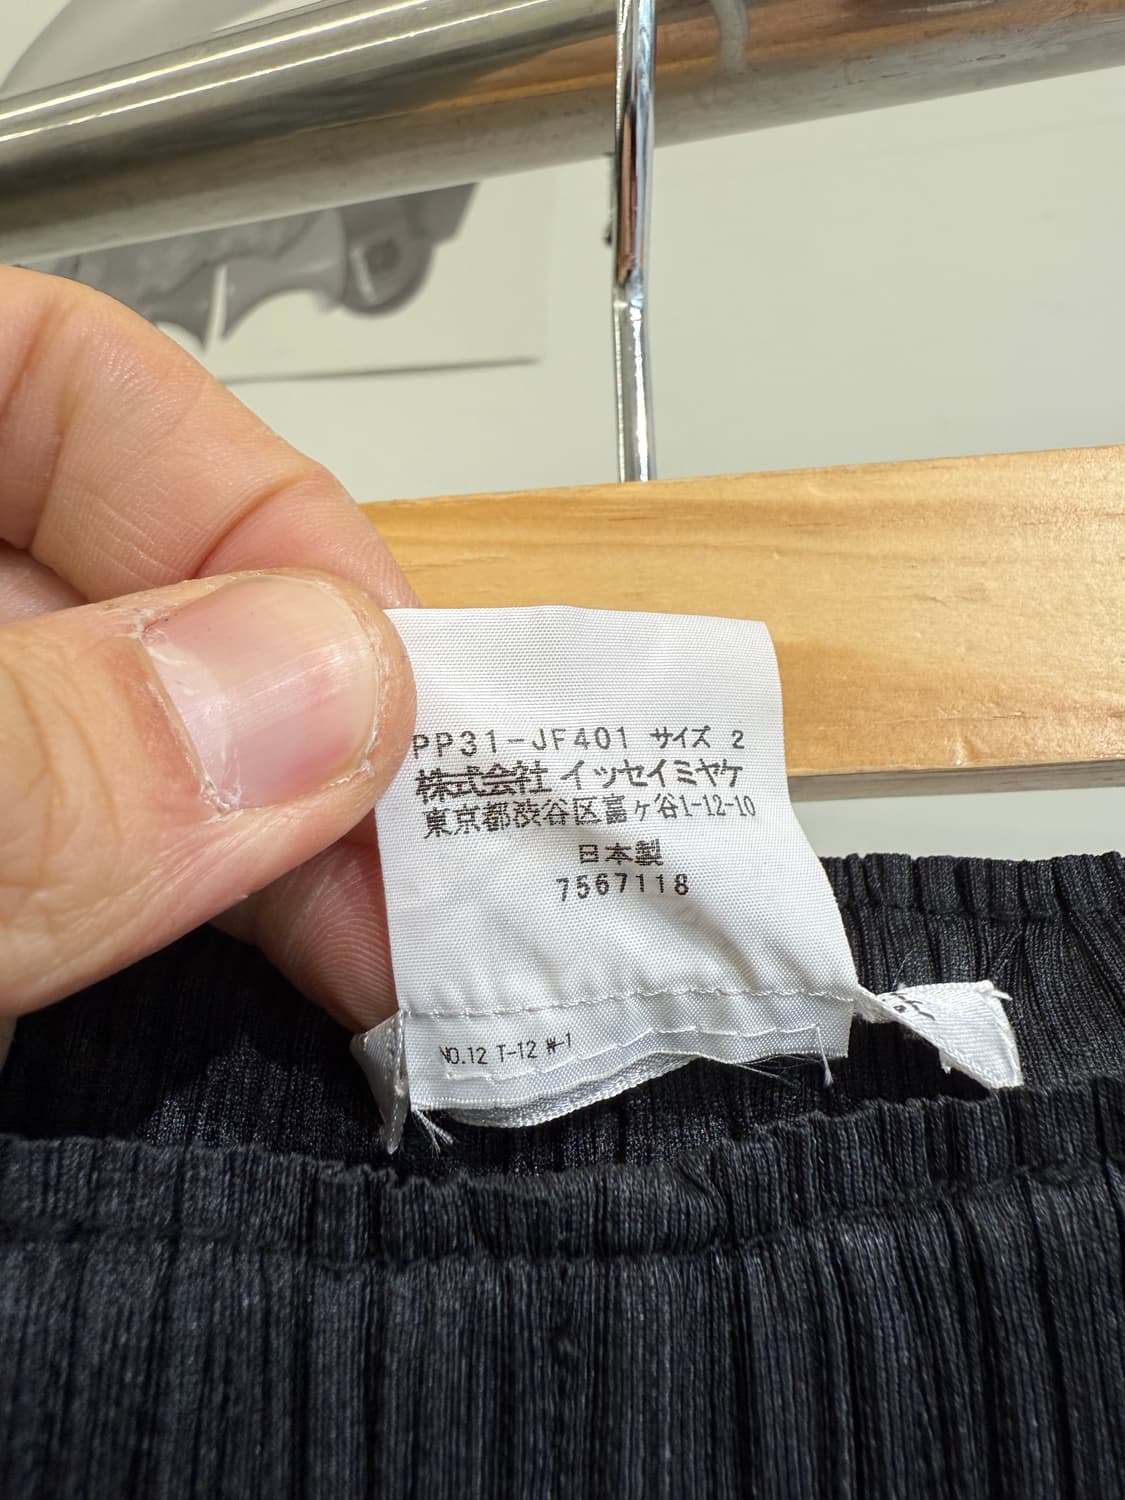 PP31-JF401 サイズ 2
株式会社 イッセイミヤケ
東京都渋谷区富ヶ谷1-12-10
日本製
7567118
NO.12 T-12 W-1